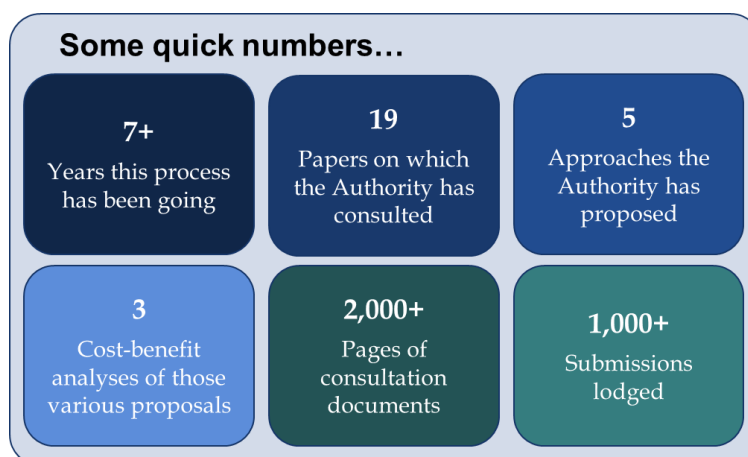 Some quick numbers…
7+
Years this process
has been going
19
Papers on which
the Authority has
consulted
5
Approaches the
Authority has
proposed
3
Cost-benefit
analyses of those
various proposals
2,000+
Pages of
consultation
documents
1,000+
Submissions
lodged